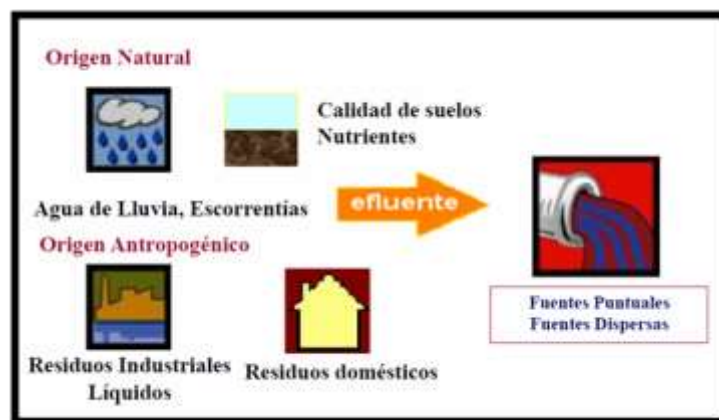 Origen Natural
Calidad de suelos
Nutrientes
Agua de Lluvia, Escorrentías
efluente
Origen Antropogénico
Fuentes Puntuales
Fuentes Dispersas
Residuos Industriales
Líquidos
Residuos domésticos